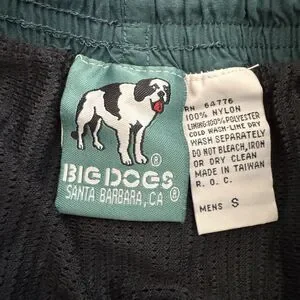 ®
BIG DOGS
SANTA BARBARA, CA ®
RN 64776
100% NYLON
LINING:100%POLYESTER
COLD WASH-LINE DRY
WASH SEPARATELY
DO NOT BLEACH,IRON
OR DRY CLEAN
MADE IN TAIWAN
R. O. C.
MENS S